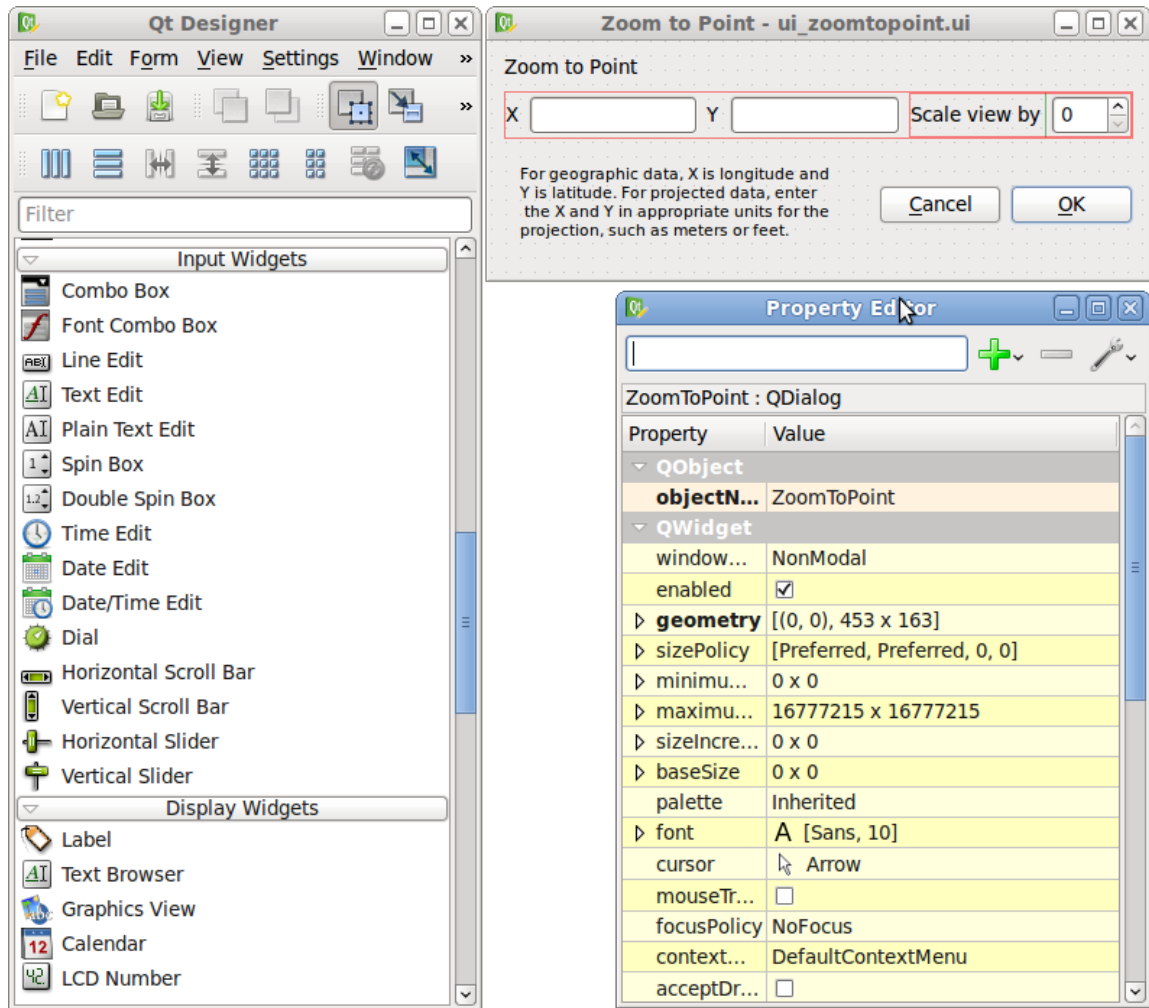 Qt Designer
File Edit Form View Settings Window »
»
Filter
Input Widgets
Combo Box
Font Combo Box
Line Edit
Text Edit
Plain Text Edit
Spin Box
Double Spin Box
Time Edit
Date Edit
Date/Time Edit
Dial
Horizontal Scroll Bar
Vertical Scroll Bar
Horizontal Slider
Vertical Slider
Display Widgets
Label
Text Browser
Graphics View
Calendar
LCD Number
Zoom to Point - ui_zoomtopoint.ui
Zoom to Point
X Y Scale view by 0
For geographic data, X is longitude and
Y is latitude. For projected data, enter
the X and Y in appropriate units for the
projection, such as meters or feet.
Cancel OK
Property Editor
ZoomToPoint : QDialog
Property Value
QObject
objectN... ZoomToPoint
QWidget
window... NonModal
enabled
geometry [(0, 0), 453 x 163]
sizePolicy [Preferred, Preferred, 0, 0]
minimu... 0 x 0
maximu... 16777215 x 16777215
sizeIncre... 0 x 0
baseSize 0 x 0
palette Inherited
font A [Sans, 10]
cursor Arrow
mouseTr...
focusPolicy NoFocus
context... DefaultContextMenu
acceptDr...